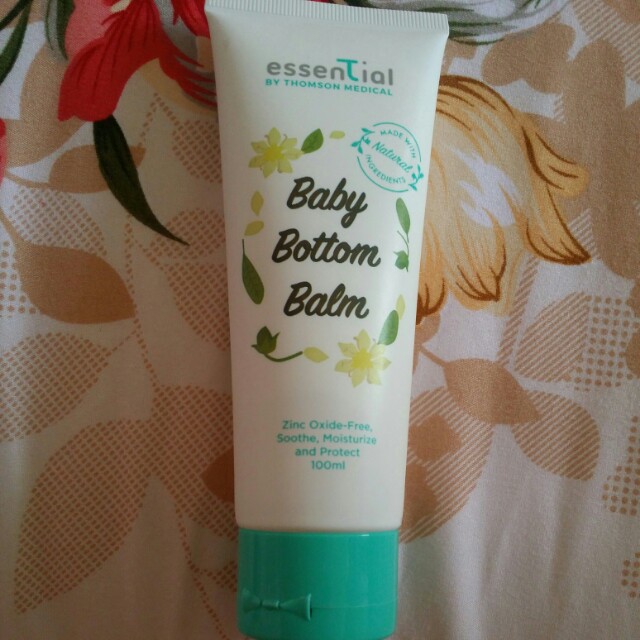 essenTial
BY THOMSON MEDICAL
MADE WITH
Natural
INGREDIENTS
Baby
Bottom
Balm
Zinc Oxide-Free,
Soothe, Moisturize
and Protect
100ml